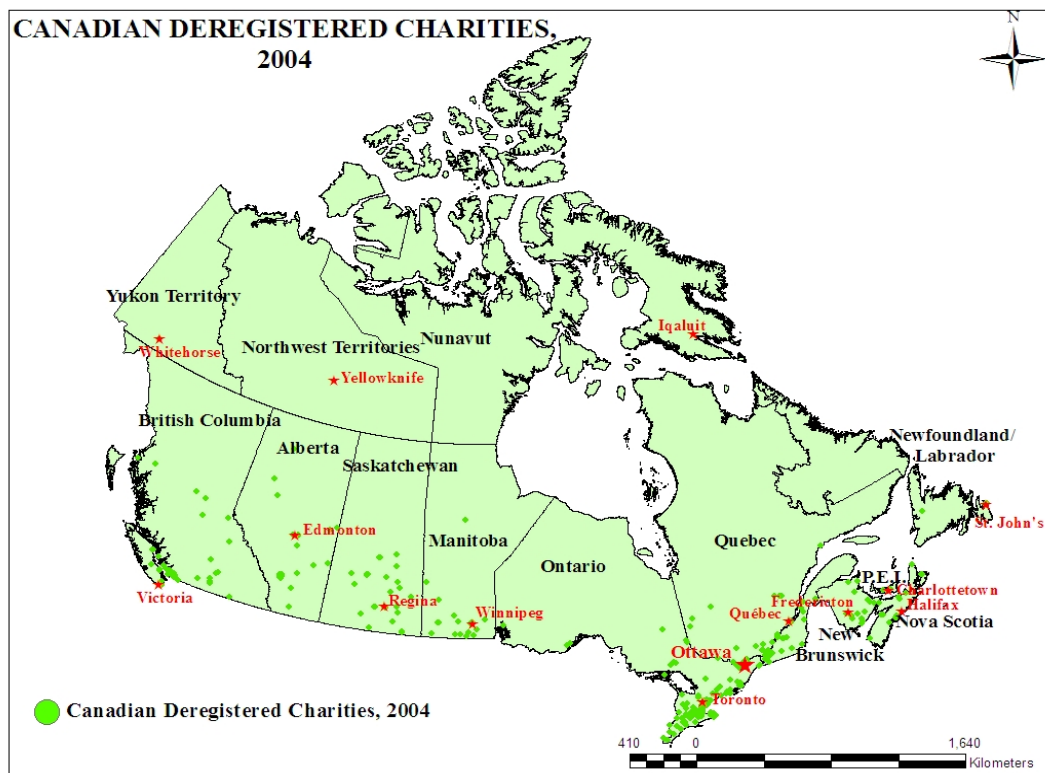 CANADIAN DEREGISTERED CHARITIES,
2004
N
Yukon Territory
Whitehorse
Northwest Territories
Nunavut
Iqaluit
Yellowknife
British Columbia
Alberta
Saskatchewan
Newfoundland/
Labrador
St. John's
Edmonton
Manitoba
Ontario
Quebec
P.E.I.
Charlottetown
Victoria
Regina
Winnipeg
Québec
Fredericton
Halifax
Nova Scotia
New
Brunswick
Ottawa
Toronto
Canadian Deregistered Charities, 2004
410 0 1,640
Kilometers